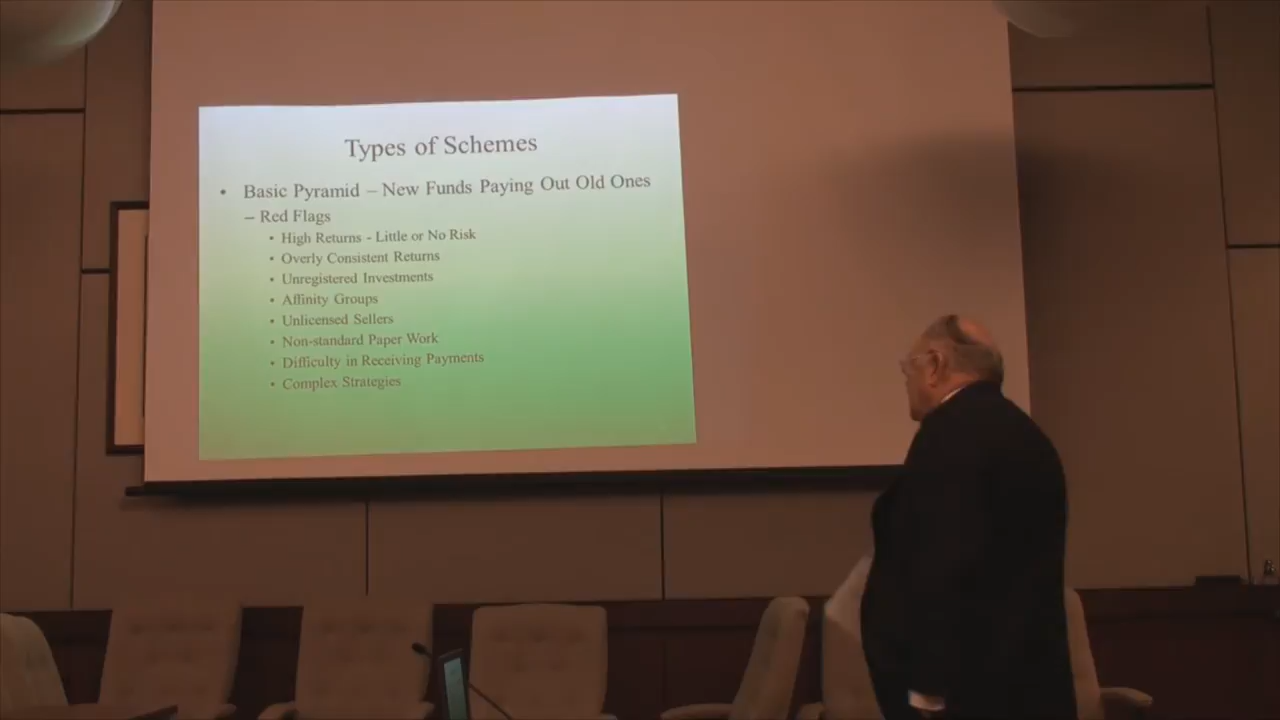 Types of Schemes
• Basic Pyramid – New Funds Paying Out Old Ones
– Red Flags
• High Returns - Little or No Risk
• Overly Consistent Returns
• Unregistered Investments
• Affinity Groups
• Unlicensed Sellers
• Non-standard Paper Work
• Difficulty in Receiving Payments
• Complex Strategies